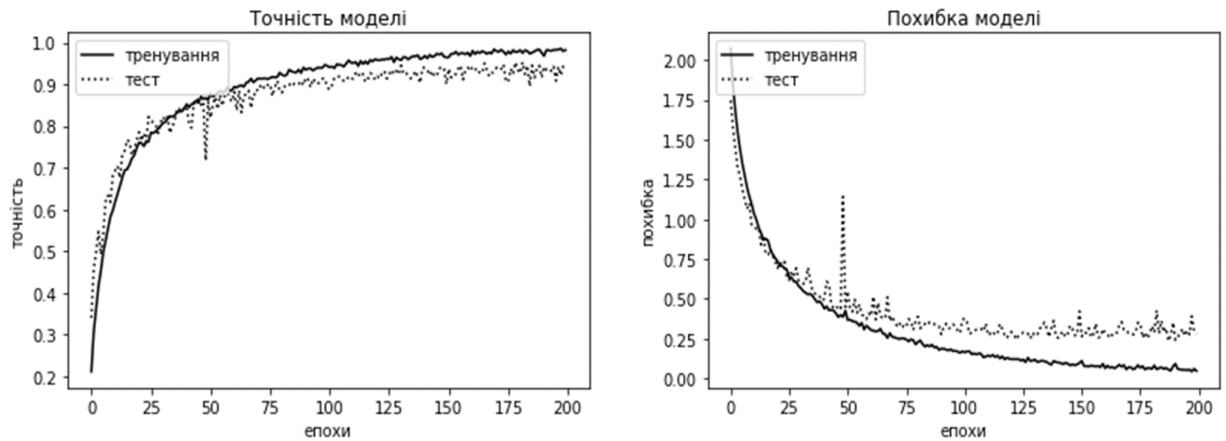 Точність моделі
тренування
тест
1.0
0.9
0.8
0.7
0.6
0.5
0.4
0.3
0.2
точність
0 25 50 75 100 125 150 175 200
епохи
Похибка моделі
тренування
тест
2.00
1.75
1.50
1.25
1.00
0.75
0.50
0.25
0.00
похибка
0 25 50 75 100 125 150 175 200
епохи